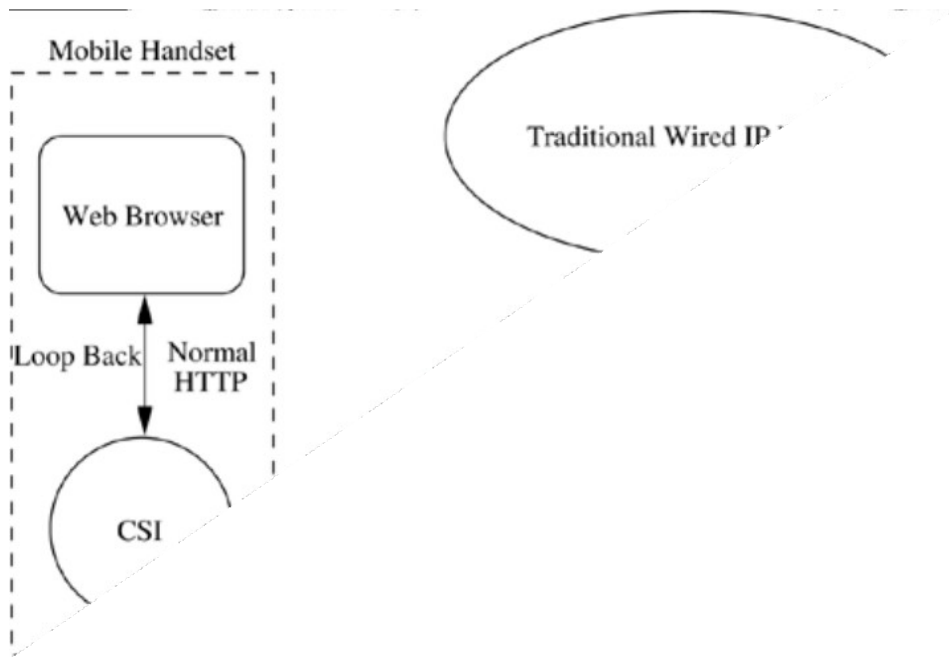 Mobile Handset
Traditional Wired IP
Web Browser
Loop Back
Normal
HTTP
CSI